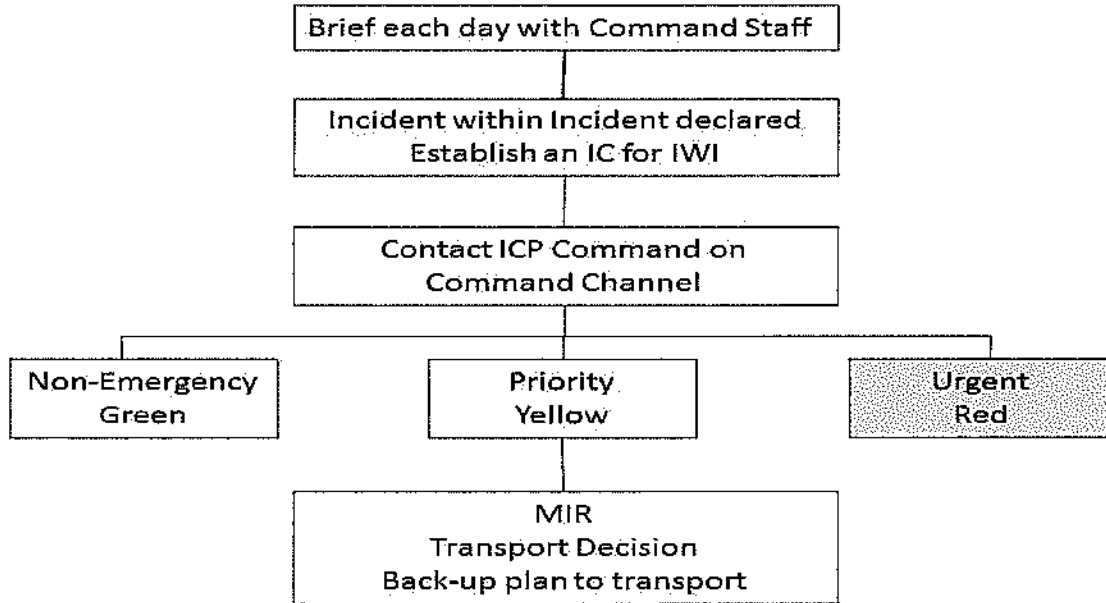 Brief each day with Command Staff
Incident within Incident declared
Establish an IC for IWI
Contact ICP Command on
Command Channel
Non-Emergency
Green
Priority
Yellow
Urgent
Red
MIR
Transport Decision
Back-up plan to transport